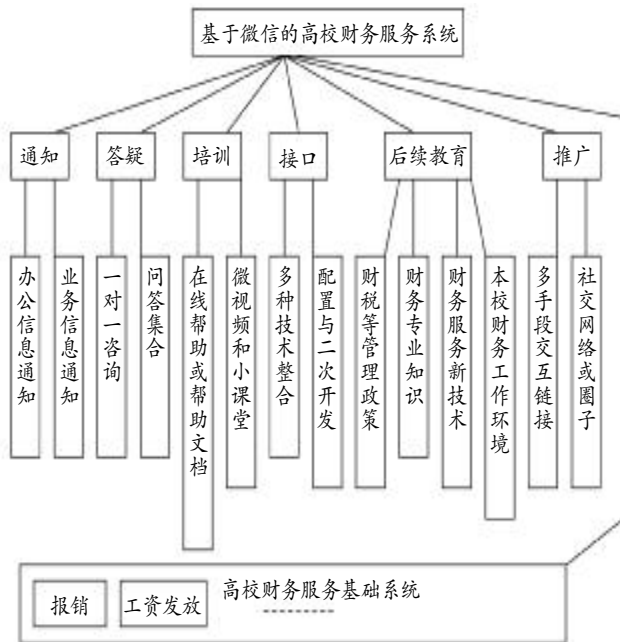 基于微信的高校财务服务系统
通知
答疑
培训
接口
后续教育
推广
办公信息通知
业务信息通知
一对一咨询
问答集合
在线帮助或帮助文档
微视频和小课堂
多种技术整合
配置与二次开发
财税等管理政策
财务专业知识
财务服务新技术
本校财务工作环境
多手段交互链接
社交网络或圈子
报销
工资发放
高校财务服务基础系统